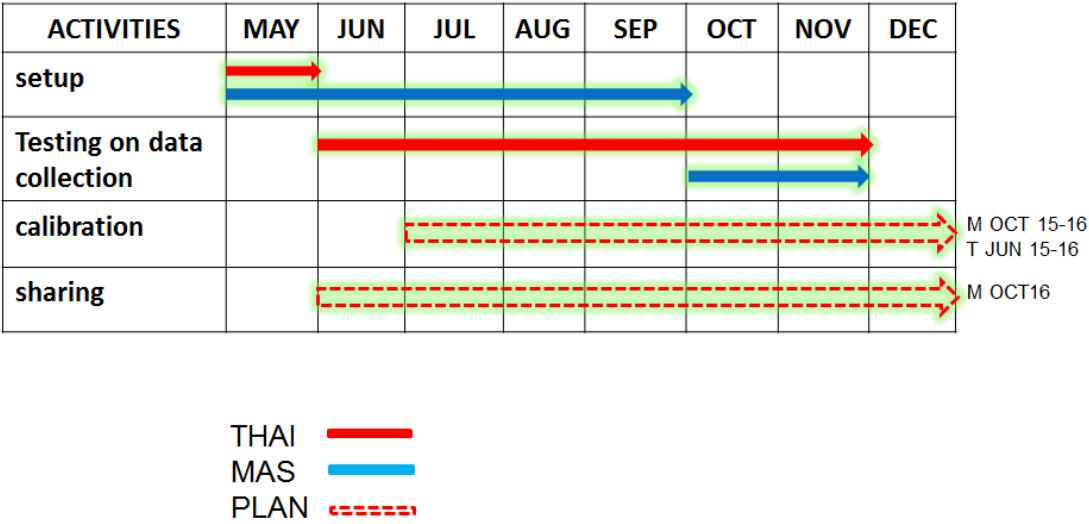 ACTIVITIES MAY JUN JUL AUG SEP OCT NOV DEC
setup
Testing on data
collection
calibration
M OCT 15-16
T JUN 15-16
sharing
M OCT16
THAI
MAS
PLAN